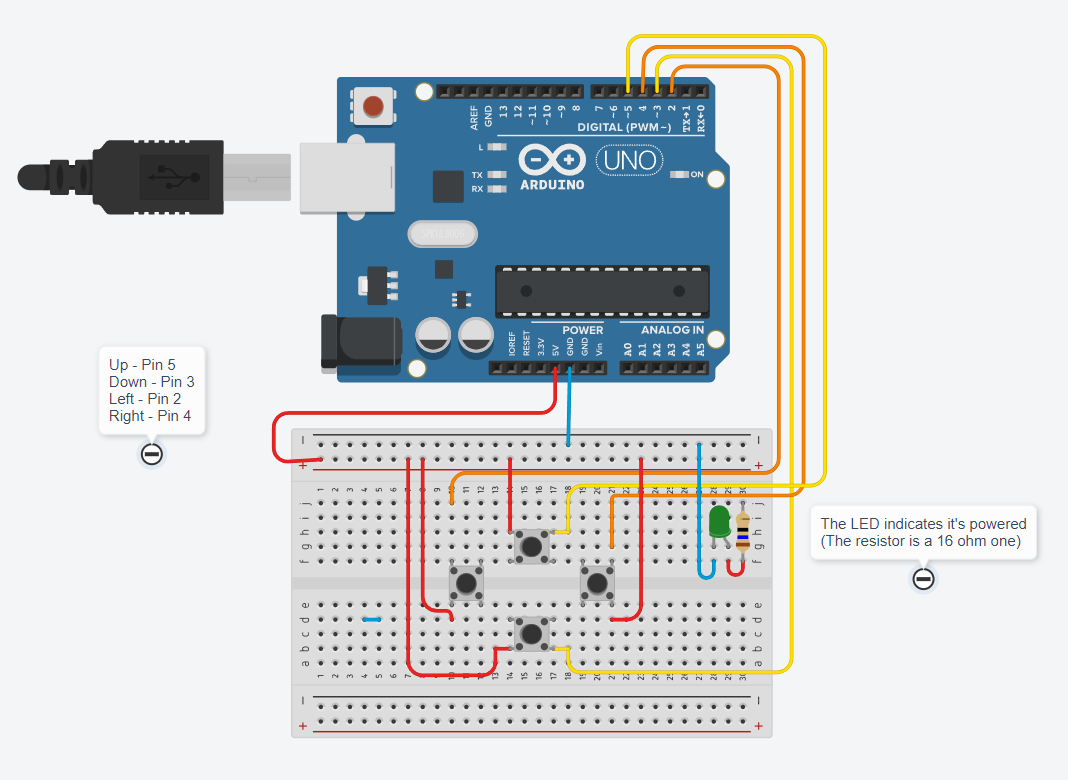 AREF
GND
13
12
~11
~10
~9
8
7
~6
~5
4
~3
2
TX→1
RX←0
DIGITAL (PWM~)
L
TX
RX
UNO
ARDUINO
ON
POWER
ANALOG IN
IOREF
RESET
3.3V
5V
GND
GND
Vin
A0
A1
A2
A3
A4
A5
Up - Pin 5
Down - Pin 3
Left - Pin 2
Right - Pin 4
The LED indicates it's powered
(The resistor is a 16 ohm one)
j
i
h
g
f
e
d
c
b
a